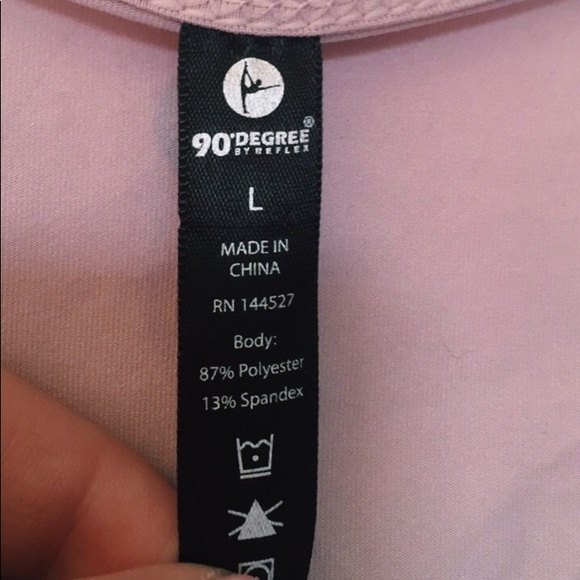 90°DEGREE®
BY REFLEX
L
MADE IN
CHINA
RN 144527
Body:
87% Polyester
13% Spandex